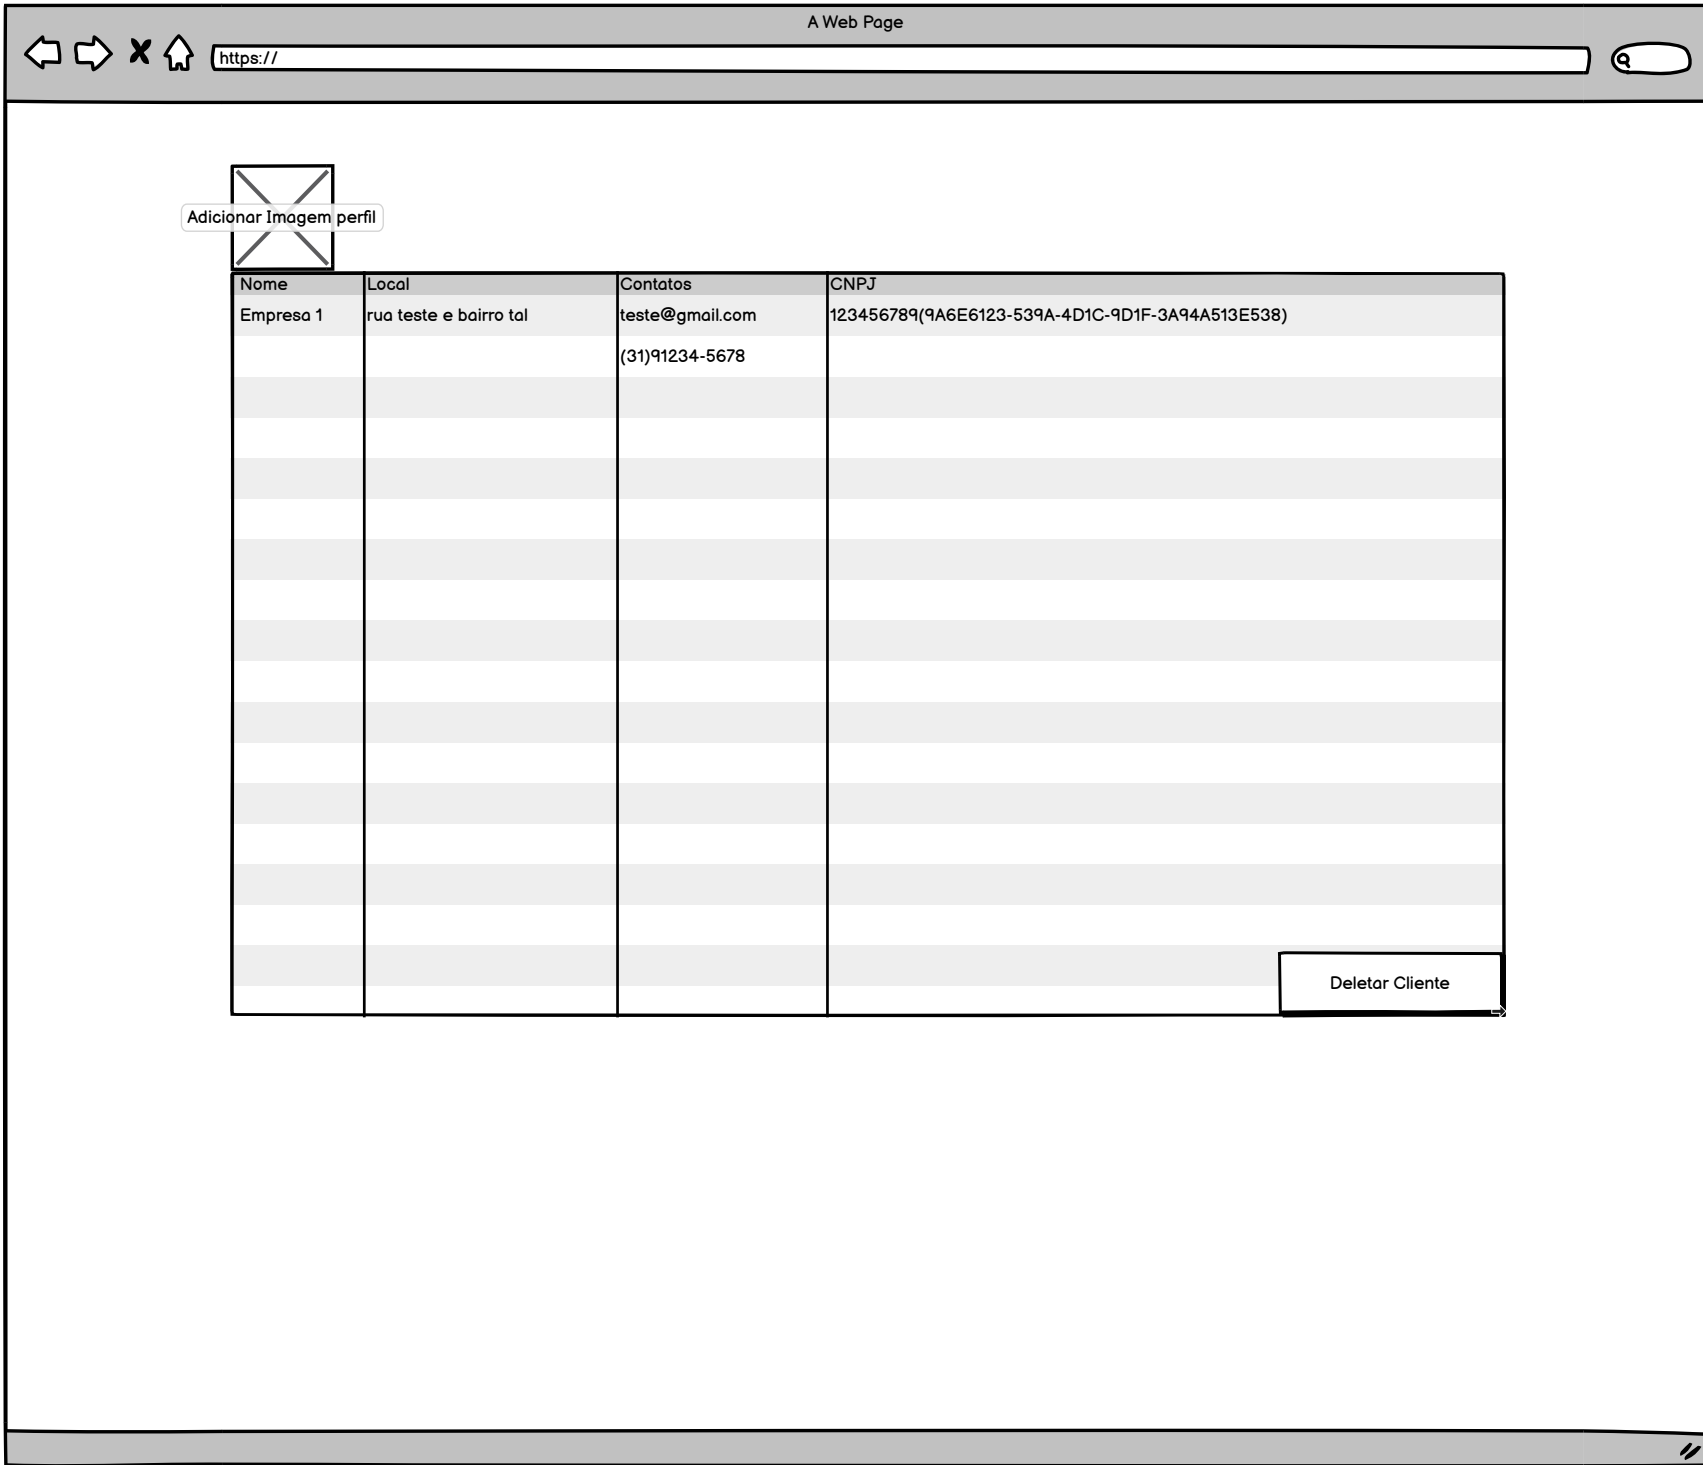 A Web Page
https://
Adicionar Imagem perfil
Nome Local Contatos CNPJ
Empresa 1 rua teste e bairro tal teste@gmail.com 123456789(9A6E6123-539A-4D1C-9D1F-3A94A513E538)
(31)91234-5678
Deletar Cliente